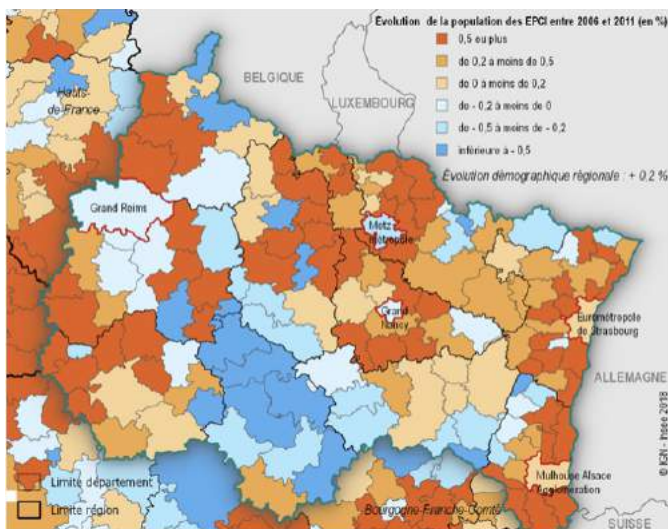 Évolution de la population des EPCI entre 2006 et 2011 (en %)
0,5 ou plus
de 0,2 à moins de 0,5
de 0 à moins de 0,2
de - 0,2 à moins de 0
de - 0,5 à moins de - 0,2
inférieure à - 0,5
Évolution démographique régionale : + 0,2 %
BELGIQUE
LUXEMBOURG
Hauts-
de-France
Grand Reims
Metz
Métropole
Grand
Nancy
Eurométropole
de Strasbourg
ALLEMAGNE
© IGN - Insee 2018
Mulhouse Alsace
Agglomération
Limite département
Limite région
Bourgogne-Franche-Comté
SUISSE